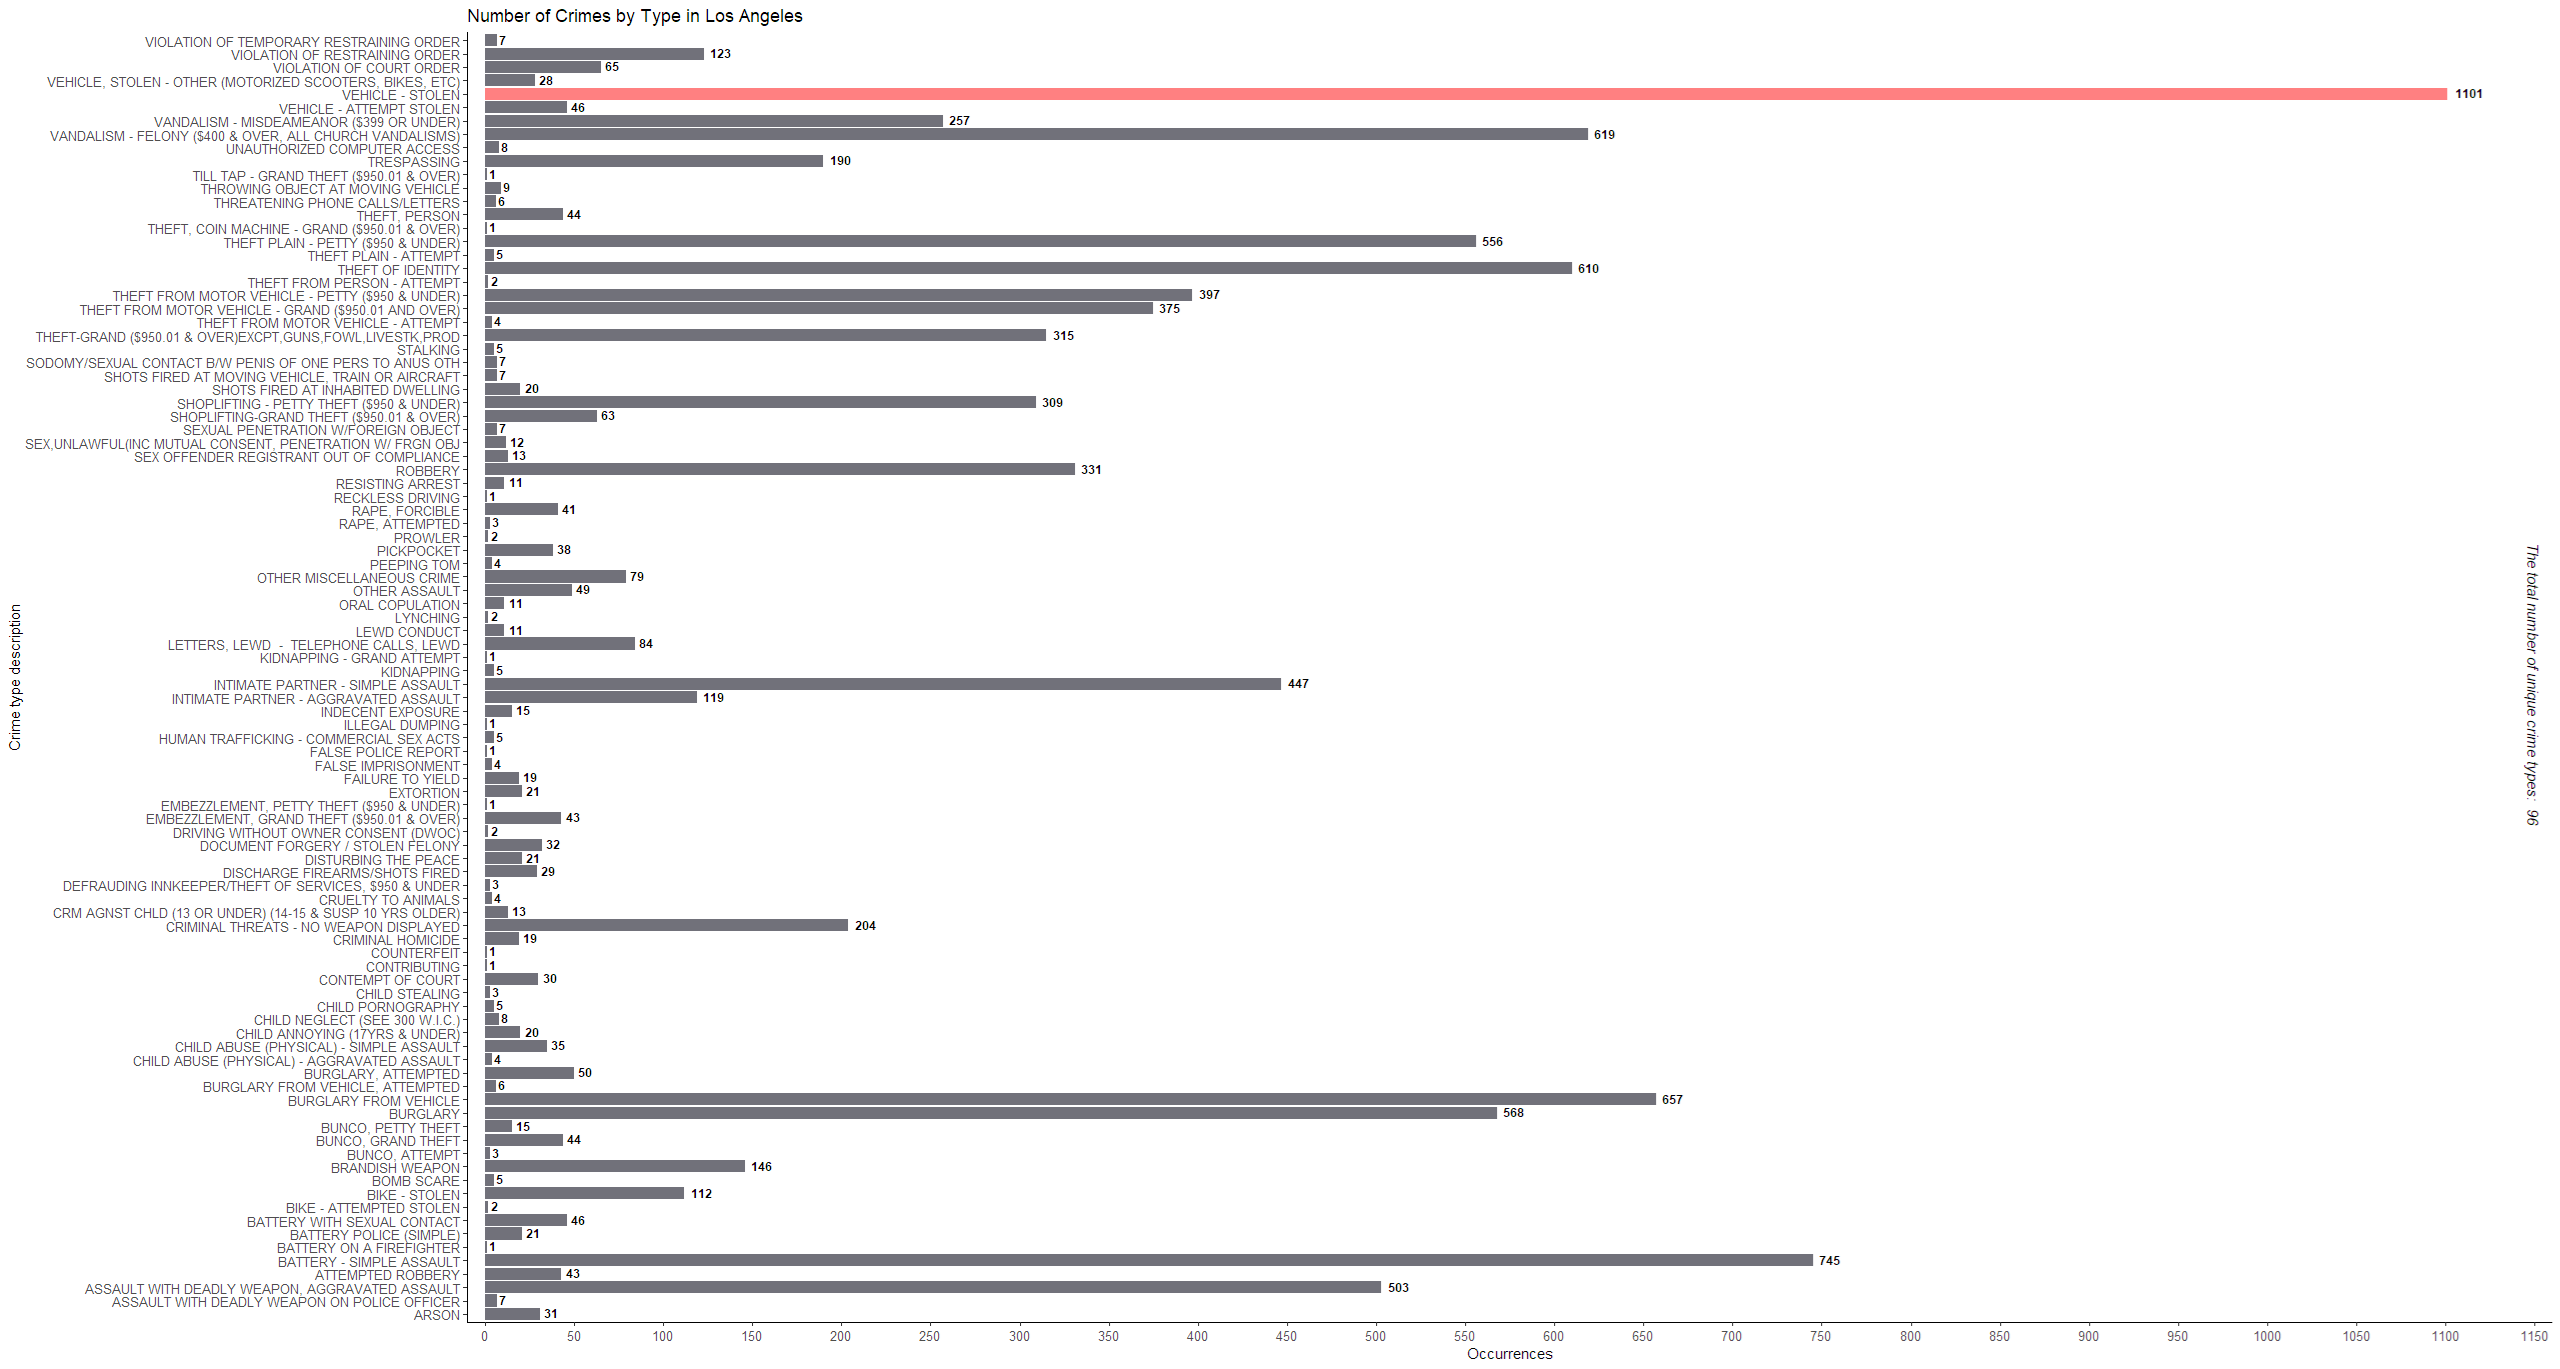 Number of Crimes by Type in Los Angeles
VIOLATION OF TEMPORARY RESTRAINING ORDER 7
VIOLATION OF RESTRAINING ORDER 123
VIOLATION OF COURT ORDER 65
VEHICLE, STOLEN - OTHER (MOTORIZED SCOOTERS, BIKES, ETC) 28
VEHICLE - STOLEN 1101
VEHICLE - ATTEMPT STOLEN 46
VANDALISM - MISDEAMEANOR ($399 OR UNDER) 257
VANDALISM - FELONY ($400 & OVER, ALL CHURCH VANDALISMS) 619
UNAUTHORIZED COMPUTER ACCESS 8
TRESPASSING 190
TILL TAP - GRAND THEFT ($950.01 & OVER) 1
THROWING OBJECT AT MOVING VEHICLE 9
THREATENING PHONE CALLS/LETTERS 6
THEFT, PERSON 44
THEFT, COIN MACHINE - GRAND ($950.01 & OVER) 1
THEFT PLAIN - PETTY ($950 & UNDER) 556
THEFT PLAIN - ATTEMPT 5
THEFT OF IDENTITY 610
THEFT FROM PERSON - ATTEMPT 2
THEFT FROM MOTOR VEHICLE - PETTY ($950 & UNDER) 397
THEFT FROM MOTOR VEHICLE - GRAND ($950.01 AND OVER) 375
THEFT FROM MOTOR VEHICLE - ATTEMPT 4
THEFT-GRAND ($950.01 & OVER)EXCPT,GUNS,FOWL,LIVESTK,PROD 315
STALKING 5
SODOMY/SEXUAL CONTACT B/W PENIS OF ONE PERS TO ANUS OTH 7
SHOTS FIRED AT MOVING VEHICLE, TRAIN OR AIRCRAFT 7
SHOTS FIRED AT INHABITED DWELLING 20
SHOPLIFTING - PETTY THEFT ($950 & UNDER) 309
SHOPLIFTING-GRAND THEFT ($950.01 & OVER) 63
SEXUAL PENETRATION W/FOREIGN OBJECT 7
SEX,UNLAWFUL(INC MUTUAL CONSENT, PENETRATION W/ FRGN OBJ 12
SEX OFFENDER REGISTRANT OUT OF COMPLIANCE 13
ROBBERY 331
RESISTING ARREST 11
RECKLESS DRIVING 1
RAPE, FORCIBLE 41
RAPE, ATTEMPTED 3
PROWLER 2
PICKPOCKET 38
PEEPING TOM 4
OTHER MISCELLANEOUS CRIME 79
OTHER ASSAULT 49
ORAL COPULATION 11
LYNCHING 2
LEWD CONDUCT 11
LETTERS, LEWD  -  TELEPHONE CALLS, LEWD 84
KIDNAPPING - GRAND ATTEMPT 1
KIDNAPPING 5
INTIMATE PARTNER - SIMPLE ASSAULT 447
INTIMATE PARTNER - AGGRAVATED ASSAULT 119
INDECENT EXPOSURE 15
ILLEGAL DUMPING 1
HUMAN TRAFFICKING - COMMERCIAL SEX ACTS 5
FALSE POLICE REPORT 1
FALSE IMPRISONMENT 4
FAILURE TO YIELD 19
EXTORTION 21
EMBEZZLEMENT, PETTY THEFT ($950 & UNDER) 1
EMBEZZLEMENT, GRAND THEFT ($950.01 & OVER) 43
DRIVING WITHOUT OWNER CONSENT (DWOC) 2
DOCUMENT FORGERY / STOLEN FELONY 32
DISTURBING THE PEACE 21
DISCHARGE FIREARMS/SHOTS FIRED 29
DEFRAUDING INNKEEPER/THEFT OF SERVICES, $950 & UNDER 3
CRUELTY TO ANIMALS 4
CRM AGNST CHLD (13 OR UNDER) (14-15 & SUSP 10 YRS OLDER) 13
CRIMINAL THREATS - NO WEAPON DISPLAYED 204
CRIMINAL HOMICIDE 19
COUNTERFEIT 1
CONTRIBUTING 1
CONTEMPT OF COURT 30
CHILD STEALING 3
CHILD PORNOGRAPHY 5
CHILD NEGLECT (SEE 300 W.I.C.) 8
CHILD ANNOYING (17YRS & UNDER) 20
CHILD ABUSE (PHYSICAL) - SIMPLE ASSAULT 35
CHILD ABUSE (PHYSICAL) - AGGRAVATED ASSAULT 4
BURGLARY, ATTEMPTED 50
BURGLARY FROM VEHICLE, ATTEMPTED 6
BURGLARY FROM VEHICLE 657
BURGLARY 568
BUNCO, PETTY THEFT 15
BUNCO, GRAND THEFT 44
BUNCO, ATTEMPT 3
BRANDISH WEAPON 146
BOMB SCARE 5
BIKE - STOLEN 112
BIKE - ATTEMPTED STOLEN 2
BATTERY WITH SEXUAL CONTACT 46
BATTERY POLICE (SIMPLE) 21
BATTERY ON A FIREFIGHTER 1
BATTERY - SIMPLE ASSAULT 745
ATTEMPTED ROBBERY 43
ASSAULT WITH DEADLY WEAPON, AGGRAVATED ASSAULT 503
ASSAULT WITH DEADLY WEAPON ON POLICE OFFICER 7
ARSON 31
0 50 100 150 200 250 300 350 400 450 500 550 600 650 700 750 800 850 900 950 1000 1050 1100 1150
Occurrences
Crime type description
The total number of unique crime types:  96